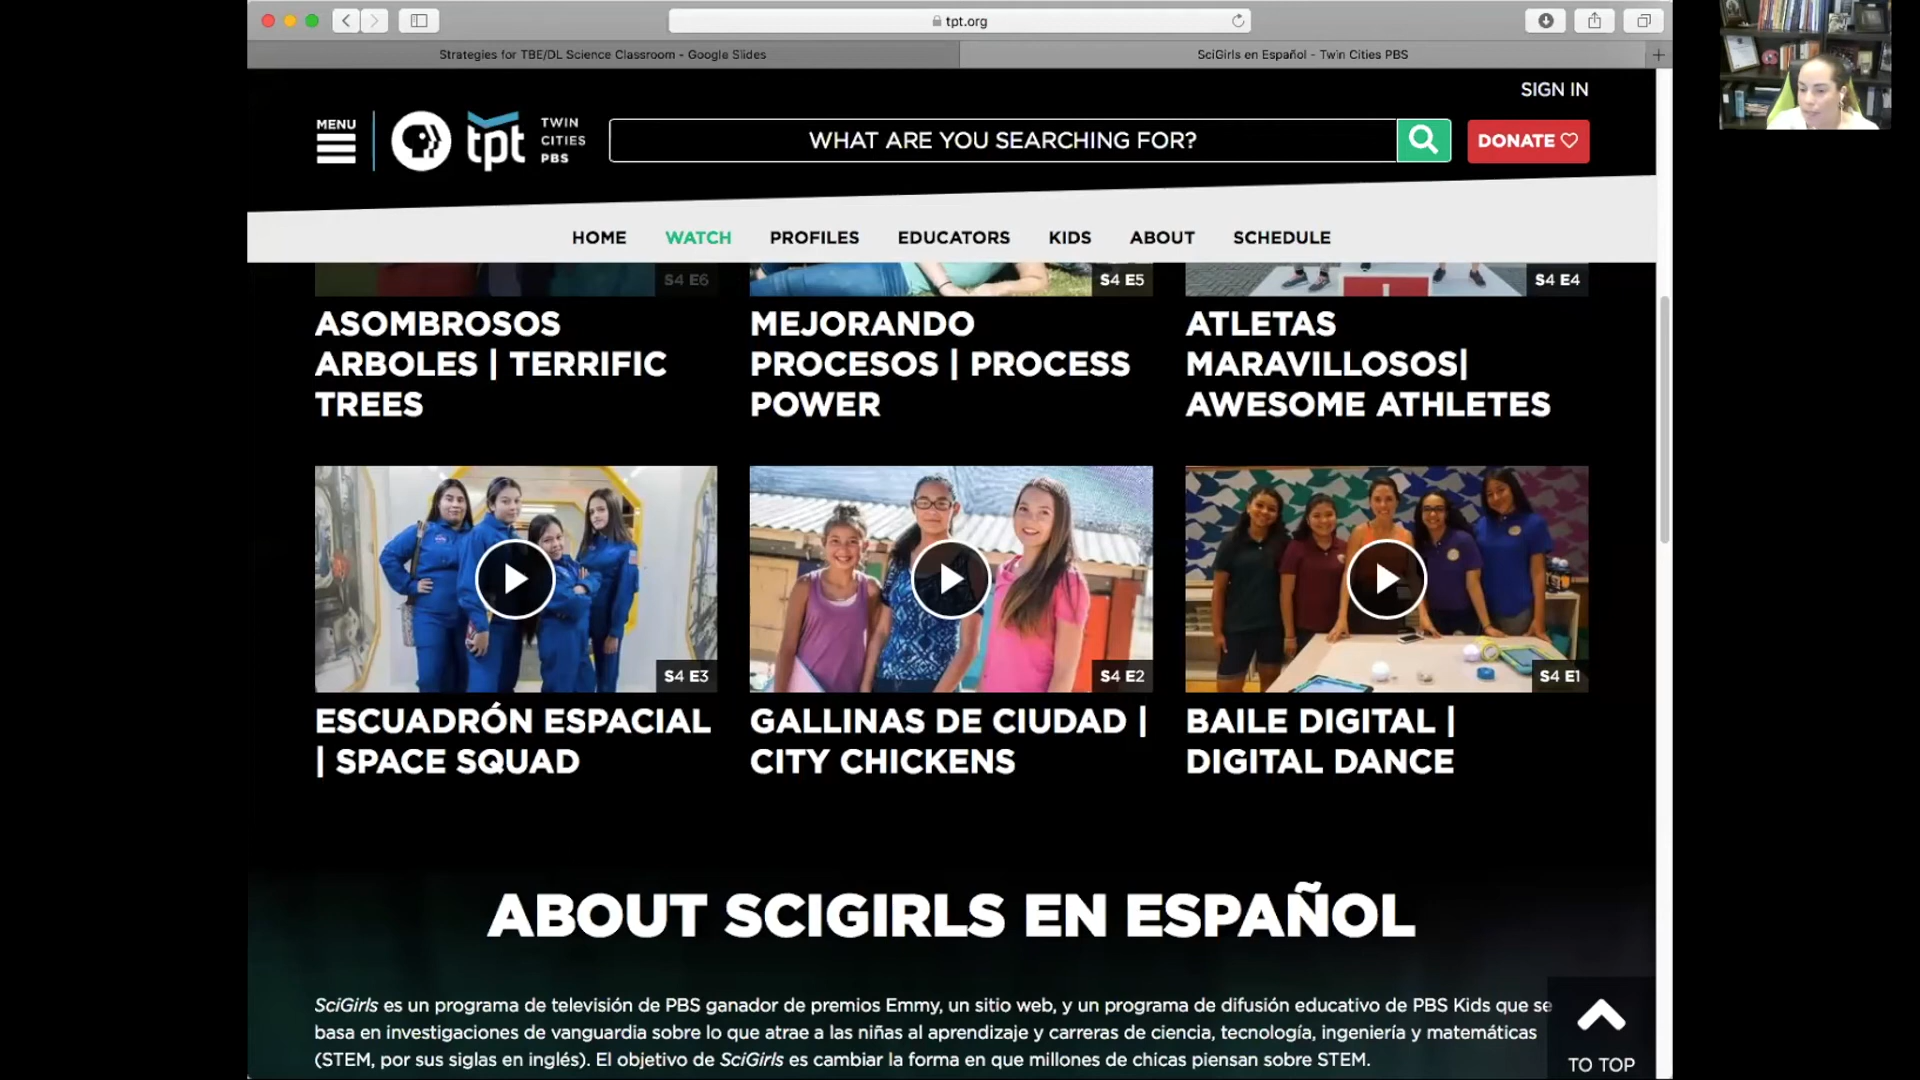 tpt.org
Strategies for TBE/DL Science Classroom - Google Slides
SciGirls en Español - Twin Cities PBS
SIGN IN
MENU
tpt
TWIN
CITIES
PBS
WHAT ARE YOU SEARCHING FOR?
DONATE
HOME
WATCH
PROFILES
EDUCATORS
KIDS
ABOUT
SCHEDULE
S4 E6
S4 E5
S4 E4
ASOMBROSOS
ARBOLES | TERRIFIC
TREES
MEJORANDO
PROCESOS | PROCESS
POWER
ATLETAS
MARAVILLOSOS|
AWESOME ATHLETES
S4 E3
S4 E2
S4 E1
ESCUADRÓN ESPACIAL
| SPACE SQUAD
GALLINAS DE CIUDAD |
CITY CHICKENS
BAILE DIGITAL |
DIGITAL DANCE
ABOUT SCIGIRLS EN ESPAÑOL
SciGirls es un programa de televisión de PBS ganador de premios Emmy, un sitio web, y un programa de difusión educativo de PBS Kids que se
basa en investigaciones de vanguardia sobre lo que atrae a las niñas al aprendizaje y carreras de ciencia, tecnología, ingeniería y matemáticas
(STEM, por sus siglas en inglés). El objetivo de SciGirls es cambiar la forma en que millones de chicas piensan sobre STEM.
TO TOP